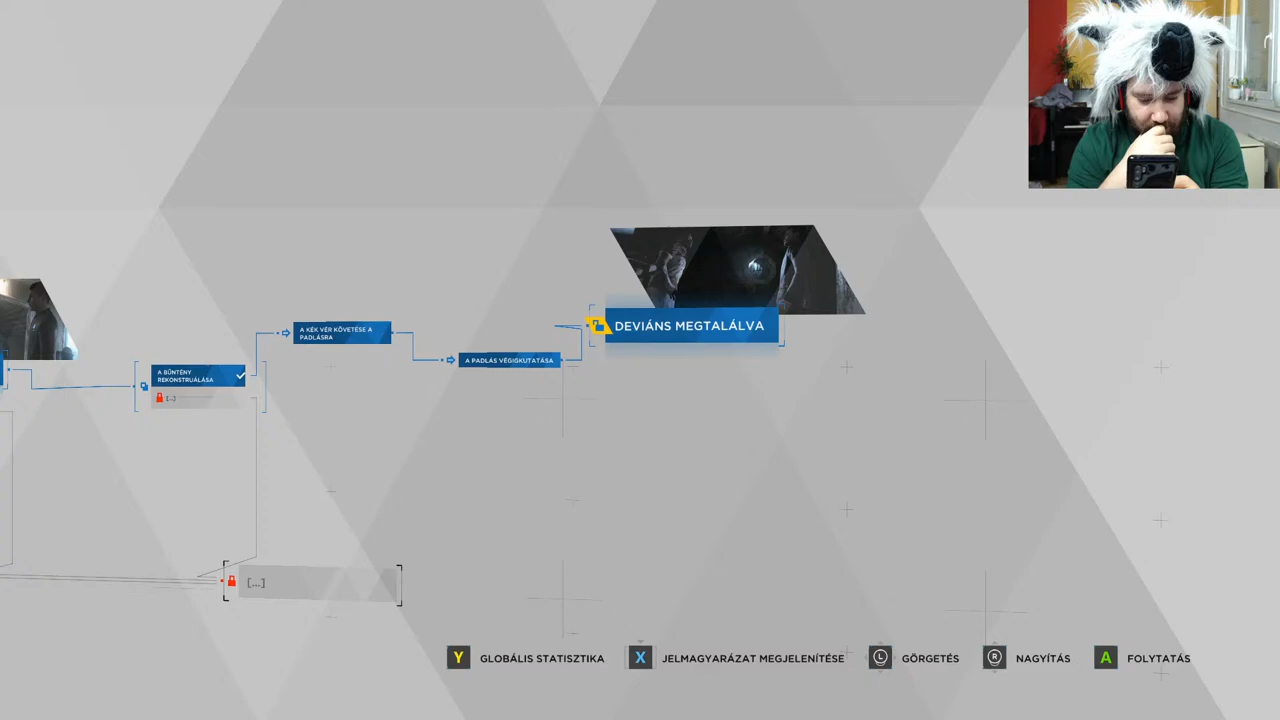 A KÉK VÉR KÖVETÉSE A
PADLÁSRA
DEVIÁNS MEGTALÁLVA
A PADLÁS VÉGIGKUTATÁSA
A BŰNTÉNY
REKONSTRUÁLÁSA
[...]
[...]
Y GLOBÁLIS STATISZTIKA
X JELMAGYARÁZAT MEGJELENÍTÉSE
L GÖRGETÉS
R NAGYÍTÁS
A FOLYTATÁS